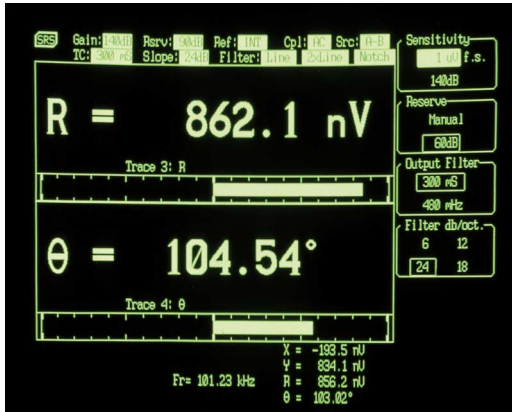 SRS Gain: 140dB Rsrv: 90dB Ref: INT Cpl: AC Src: A-B
TC: 300 mS Slope: 24dB Filter: Line 2xLine Notch
R = 862.1 nV
Trace 3: R
θ = 104.54°
Trace 4: θ
X = -193.5 nV
Y = 834.1 nV
Fr= 101.23 kHz R = 856.2 nV
θ = 103.02°
Sensitivity
1 uV f.s.
140dB
Reserve
Manual
60dB
Output Filter
300 mS
480 mHz
Filter db/oct.
6 12
24 18